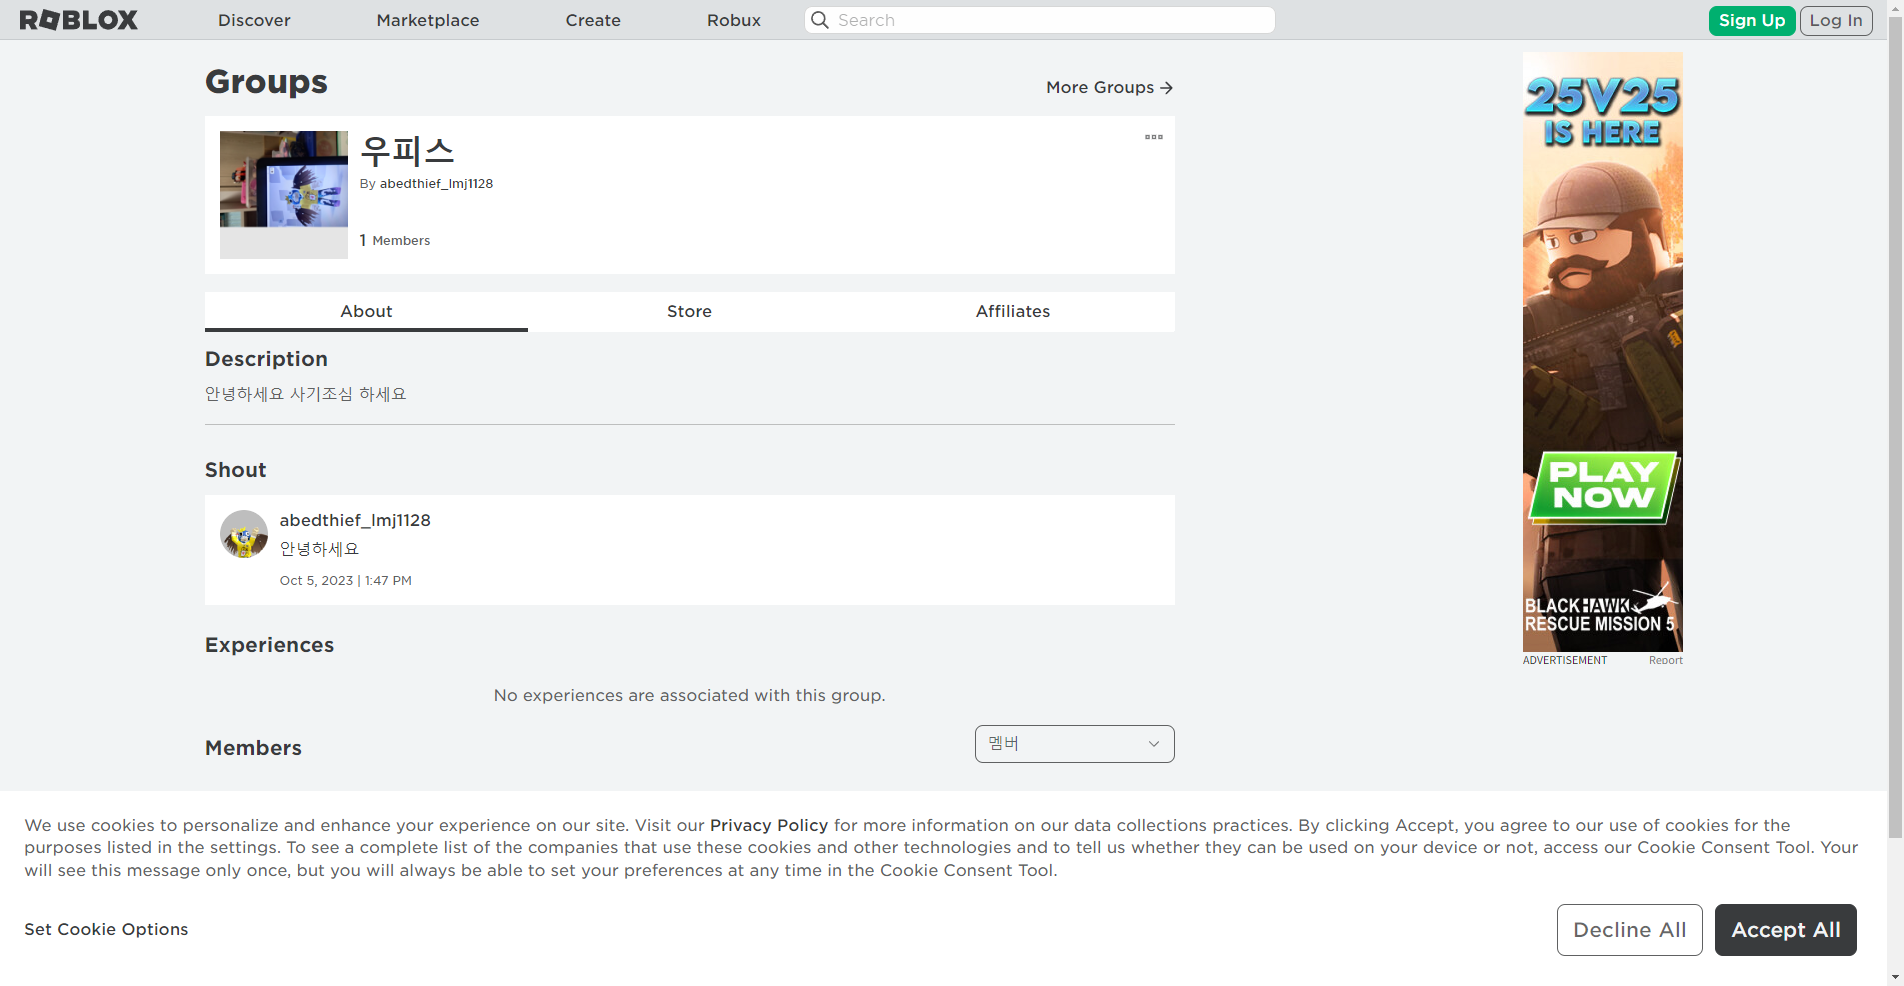 ROBLOX
Discover
Marketplace
Create
Robux
Search
Sign Up
Log In
Groups
More Groups →
우피스
By abedthief_lmj1128
1 Members
About
Store
Affiliates
Description
안녕하세요 사기조심 하세요
Shout
abedthief_lmj1128
안녕하세요
Oct 5, 2023 | 1:47 PM
Experiences
No experiences are associated with this group.
Members
멤버
25V25
IS HERE
PLAY
NOW
BLACKHAWK
RESCUE MISSION 5
ADVERTISEMENT
Report
We use cookies to personalize and enhance your experience on our site. Visit our Privacy Policy for more information on our data collections practices. By clicking Accept, you agree to our use of cookies for the
purposes listed in the settings. To see a complete list of the companies that use these cookies and other technologies and to tell us whether they can be used on your device or not, access our Cookie Consent Tool. Your
will see this message only once, but you will always be able to set your preferences at any time in the Cookie Consent Tool.
Set Cookie Options
Decline All
Accept All